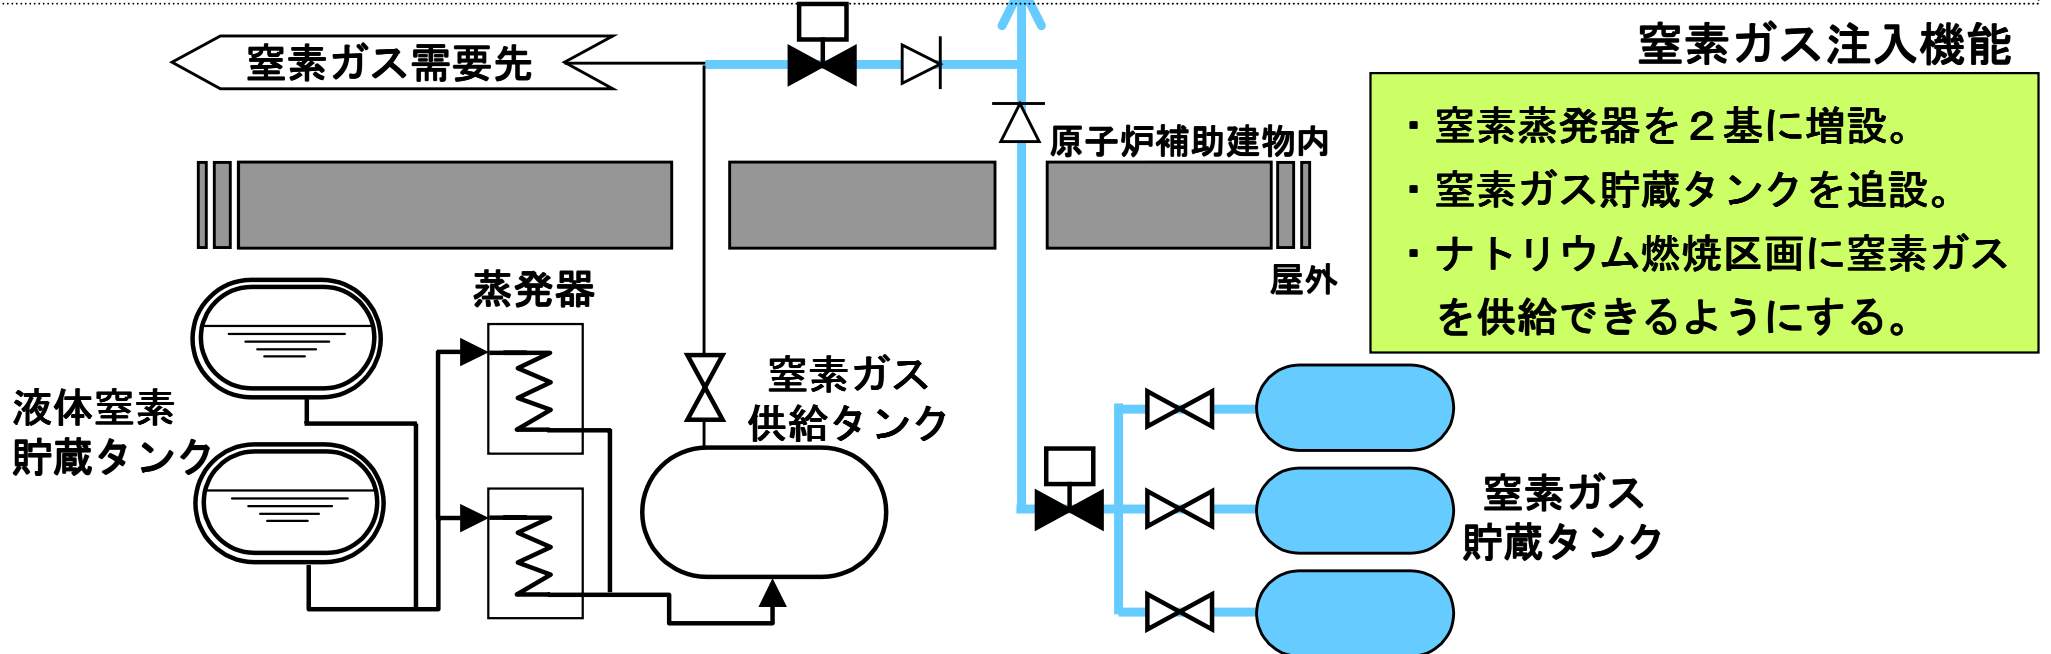 窒素ガス注入機能
窒素ガス需要先
・窒素蒸発器を２基に増設。
・窒素ガス貯蔵タンクを追設。
・ナトリウム燃焼区画に窒素ガス
を供給できるようにする。
原子炉補助建物内
屋外
蒸発器
窒素ガス
供給タンク
液体窒素
貯蔵タンク
窒素ガス
貯蔵タンク